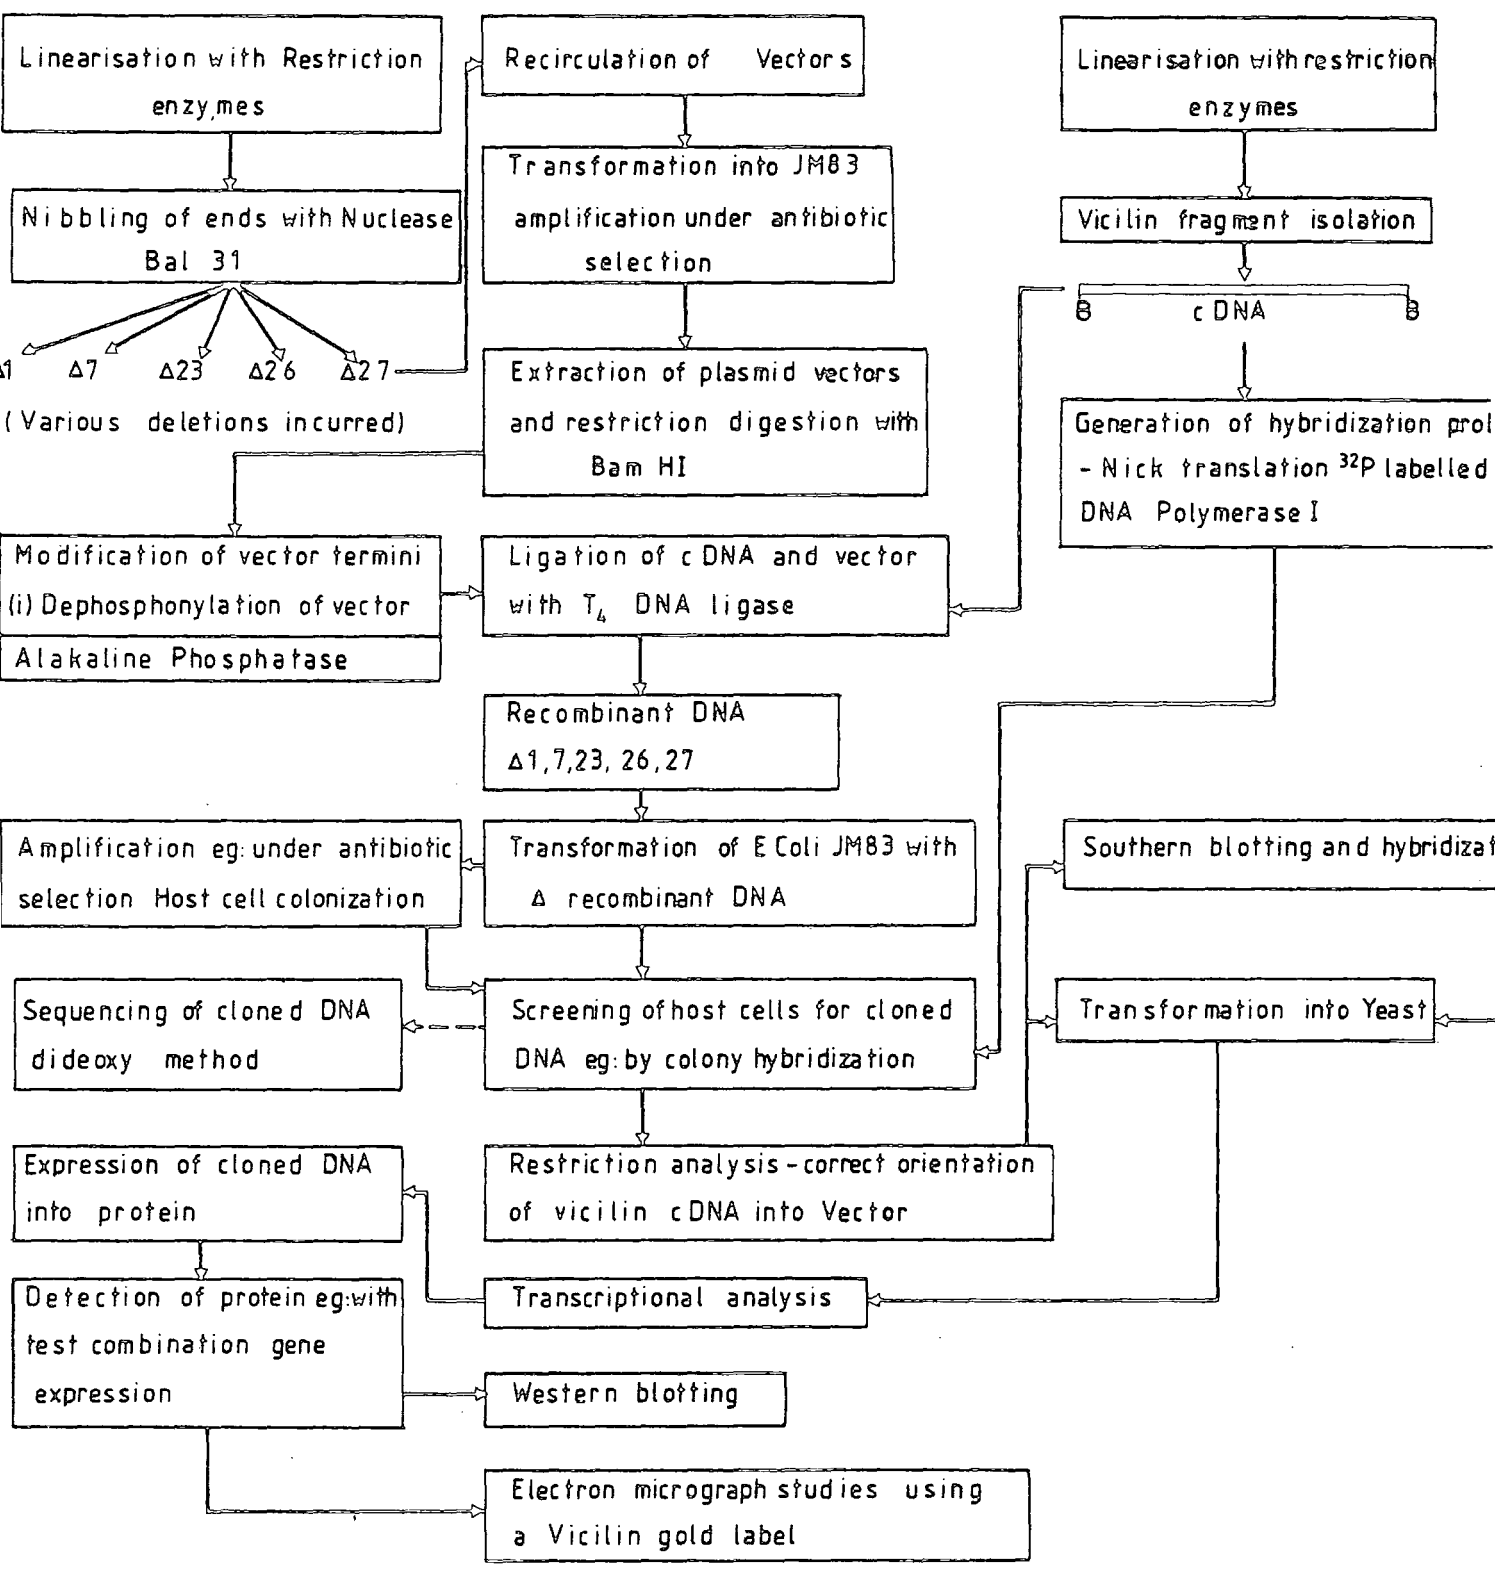 Linearisation with Restriction
enzymes
Nibbling of ends with Nuclease
Bal 31
Δ1 Δ7 Δ23 Δ26 Δ27
(Various deletions incurred)
Recirculation of Vectors
Transformation into JM83
amplification under antibiotic
selection
Extraction of plasmid vectors
and restriction digestion with
Bam HI
Linearisation with restriction
enzymes
Vicilin fragment isolation
B cDNA B
Generation of hybridization
- Nick translation 32P labelled
DNA Polymerase I
Modification of vector termini
(i) Dephosphonylation of vector
Alakaline Phosphatase
Ligation of cDNA and vector
with T4 DNA ligase
Recombinant DNA
Δ1,7,23, 26,27
Amplification eg: under antibiotic
selection Host cell colonization
Transformation of E Coli JM83 with
Δ recombinant DNA
Southern blotting and
Sequencing of cloned DNA
dideoxy method
Screening of host cells for cloned
DNA eg: by colony hybridization
Transformation into Yeast
Expression of cloned DNA
into protein
Restriction analysis - correct orientation
of vicilin cDNA into Vector
Detection of protein eg: with
test combination gene
expression
Transcriptional analysis
Western blotting
Electron micrograph studies using
a Vicilin gold label